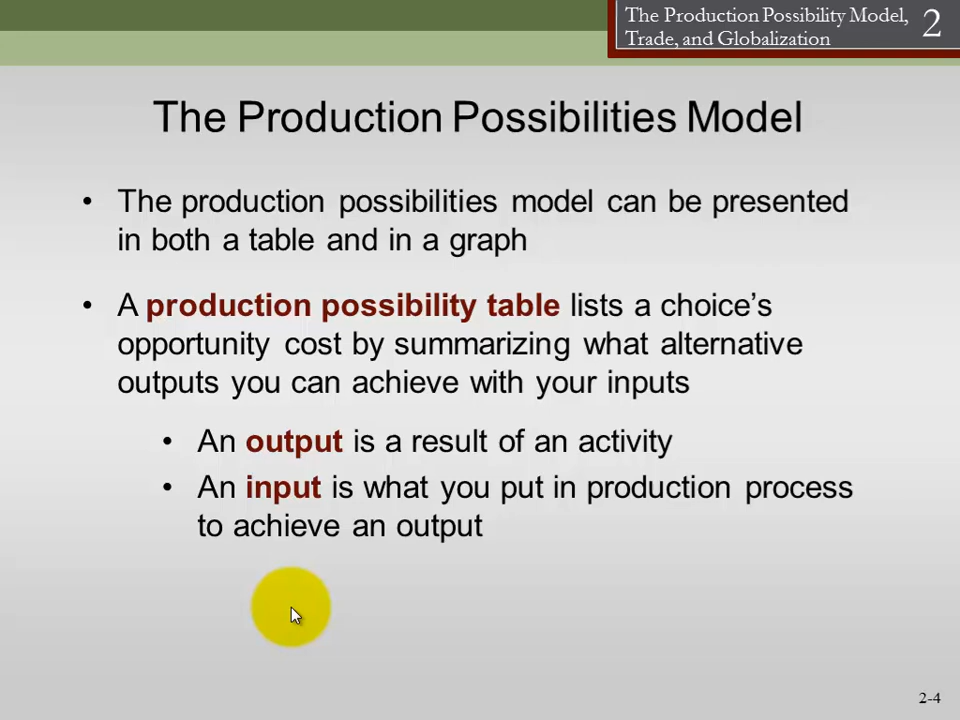 The Production Possibility Model,
Trade, and Globalization
2
The Production Possibilities Model
• The production possibilities model can be presented
in both a table and in a graph
• A production possibility table lists a choice’s
opportunity cost by summarizing what alternative
outputs you can achieve with your inputs
• An output is a result of an activity
• An input is what you put in production process
to achieve an output
2-4